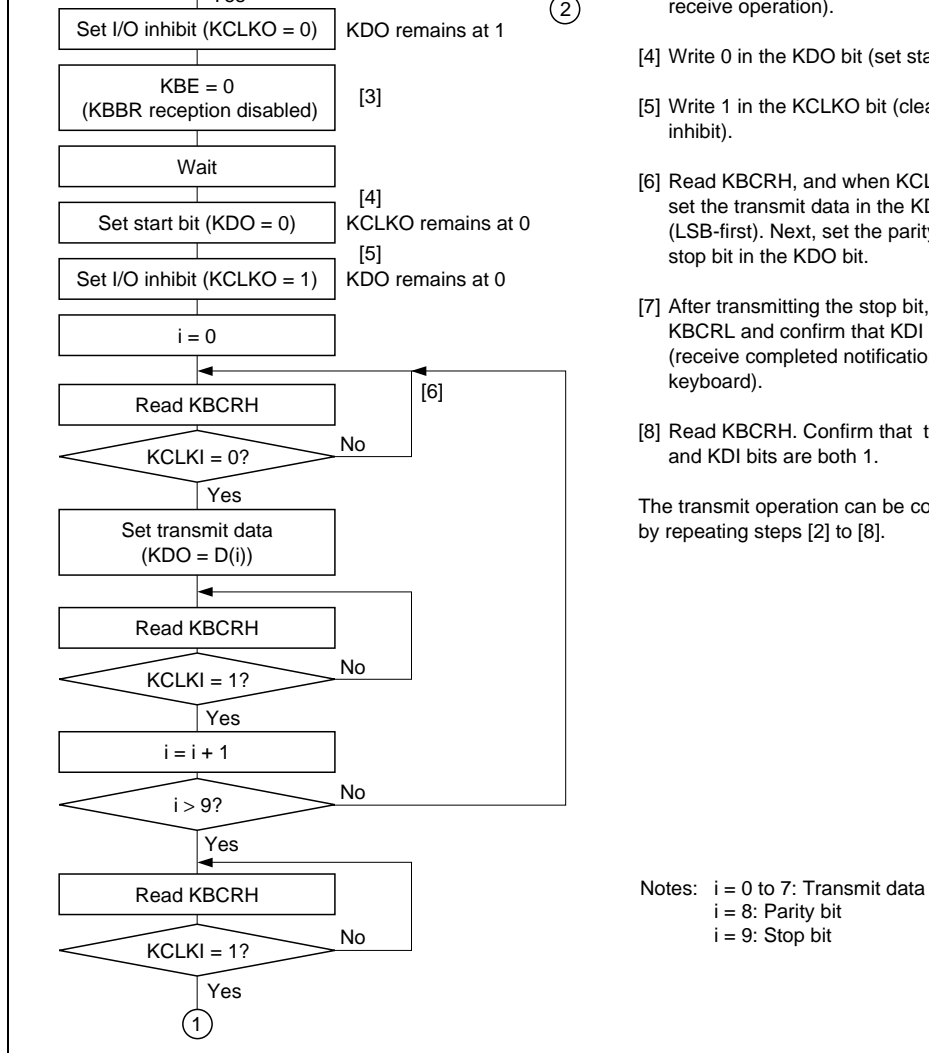 Yes
Set I/O inhibit (KCLKO = 0)
KDO remains at 1
2
KBE = 0
(KBBR reception disabled)
[3]
Wait
[4]
Set start bit (KDO = 0)
KCLKO remains at 0
[5]
Set I/O inhibit (KCLKO = 1)
KDO remains at 0
i = 0
[6]
Read KBCRH
KCLKI = 0?
No
Yes
Set transmit data
(KDO = D(i))
Read KBCRH
KCLKI = 1?
No
Yes
i = i + 1
i > 9?
No
Yes
Read KBCRH
KCLKI = 1?
No
Yes
1
receive operation).
[4] Write 0 in the KDO bit (set
[5] Write 1 in the KCLKO bit
inhibit).
[6] Read KBCRH, and when
set the transmit data in the
(LSB-first). Next, set the
stop bit in the KDO bit.
[7] After transmitting the stop bit,
KBCRL and confirm that KDI
(receive completed
keyboard).
[8] Read KBCRH. Confirm that
and KDI bits are both 1.
The transmit operation can be
by repeating steps [2] to [8].
Notes: i = 0 to 7: Transmit data
i = 8: Parity bit
i = 9: Stop bit